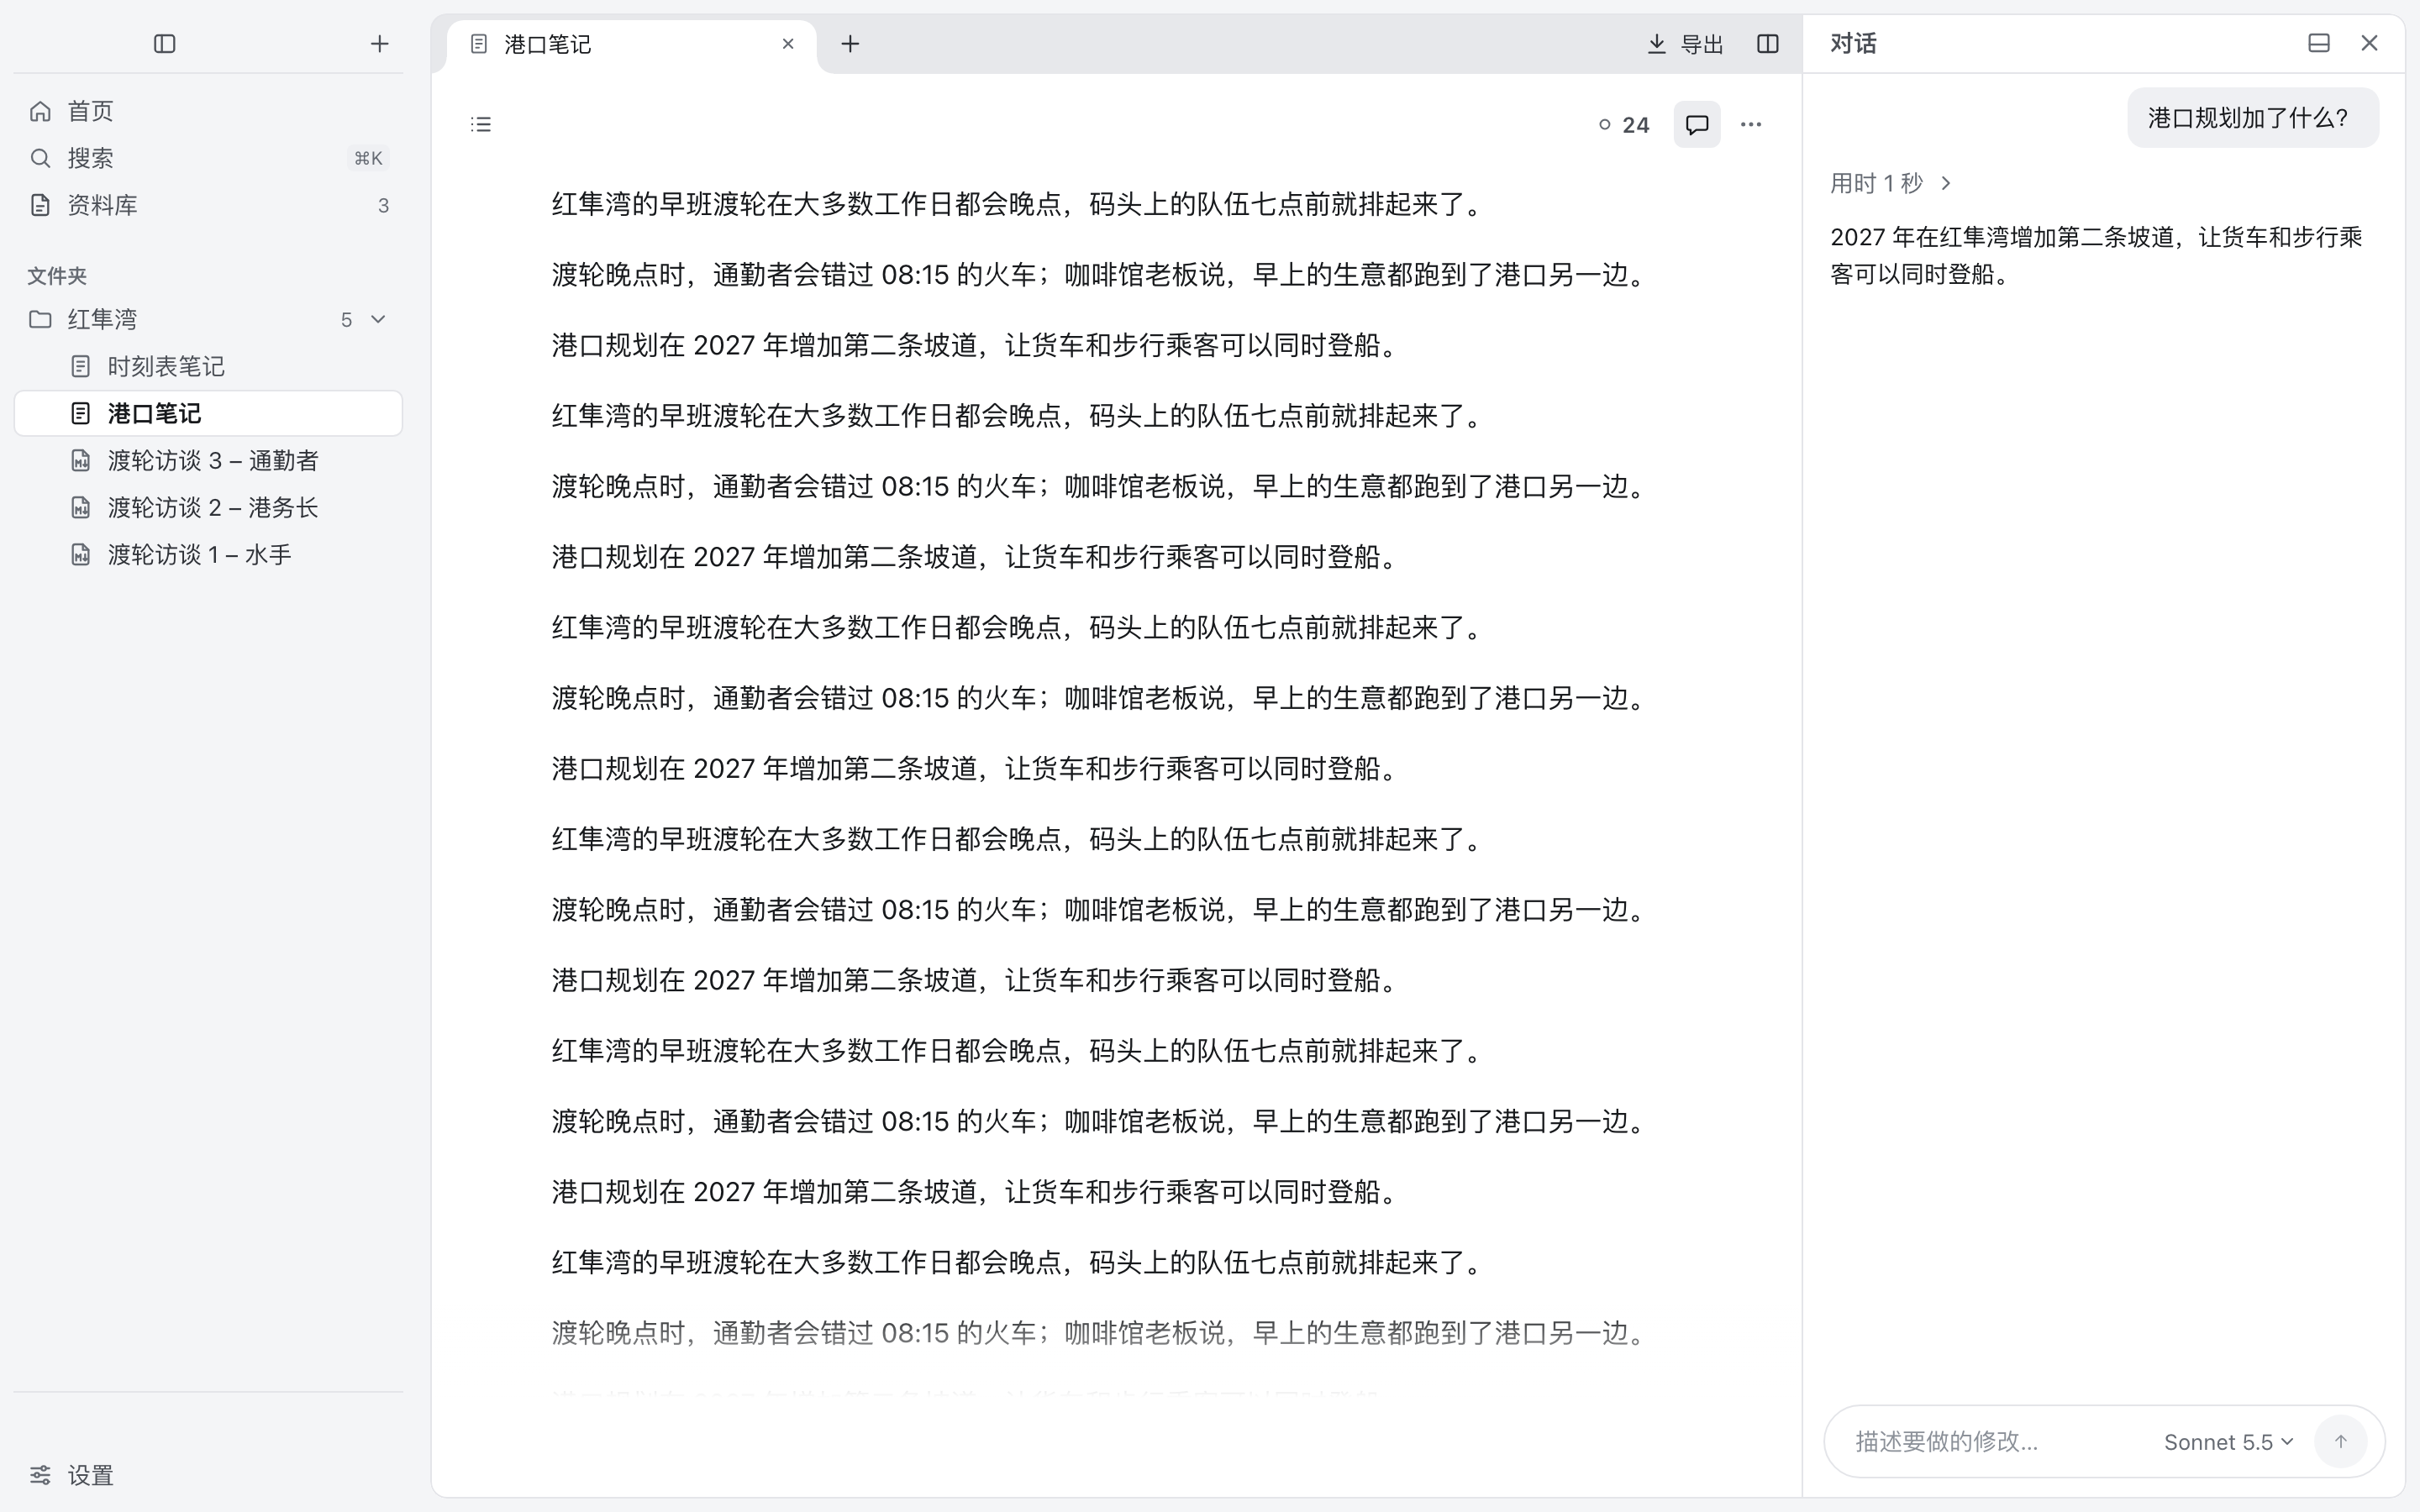 首页
搜索 ⌘K
资料库 3
文件夹
红隼湾 5
时刻表笔记
港口笔记
渡轮访谈 3 – 通勤者
渡轮访谈 2 – 港务长
渡轮访谈 1 – 水手
设置
港口笔记
导出
24
红隼湾的早班渡轮在大多数工作日都会晚点，码头上的队伍七点前就排起来了。
渡轮晚点时，通勤者会错过 08:15 的火车；咖啡馆老板说，早上的生意都跑到了港口另一边。
港口规划在 2027 年增加第二条坡道，让货车和步行乘客可以同时登船。
红隼湾的早班渡轮在大多数工作日都会晚点，码头上的队伍七点前就排起来了。
渡轮晚点时，通勤者会错过 08:15 的火车；咖啡馆老板说，早上的生意都跑到了港口另一边。
港口规划在 2027 年增加第二条坡道，让货车和步行乘客可以同时登船。
红隼湾的早班渡轮在大多数工作日都会晚点，码头上的队伍七点前就排起来了。
渡轮晚点时，通勤者会错过 08:15 的火车；咖啡馆老板说，早上的生意都跑到了港口另一边。
港口规划在 2027 年增加第二条坡道，让货车和步行乘客可以同时登船。
红隼湾的早班渡轮在大多数工作日都会晚点，码头上的队伍七点前就排起来了。
渡轮晚点时，通勤者会错过 08:15 的火车；咖啡馆老板说，早上的生意都跑到了港口另一边。
港口规划在 2027 年增加第二条坡道，让货车和步行乘客可以同时登船。
红隼湾的早班渡轮在大多数工作日都会晚点，码头上的队伍七点前就排起来了。
渡轮晚点时，通勤者会错过 08:15 的火车；咖啡馆老板说，早上的生意都跑到了港口另一边。
港口规划在 2027 年增加第二条坡道，让货车和步行乘客可以同时登船。
红隼湾的早班渡轮在大多数工作日都会晚点，码头上的队伍七点前就排起来了。
渡轮晚点时，通勤者会错过 08:15 的火车；咖啡馆老板说，早上的生意都跑到了港口另一边。
对话
港口规划加了什么？
用时 1 秒
2027 年在红隼湾增加第二条坡道，让货车和步行乘
客可以同时登船。
描述要做的修改...
Sonnet 5.5